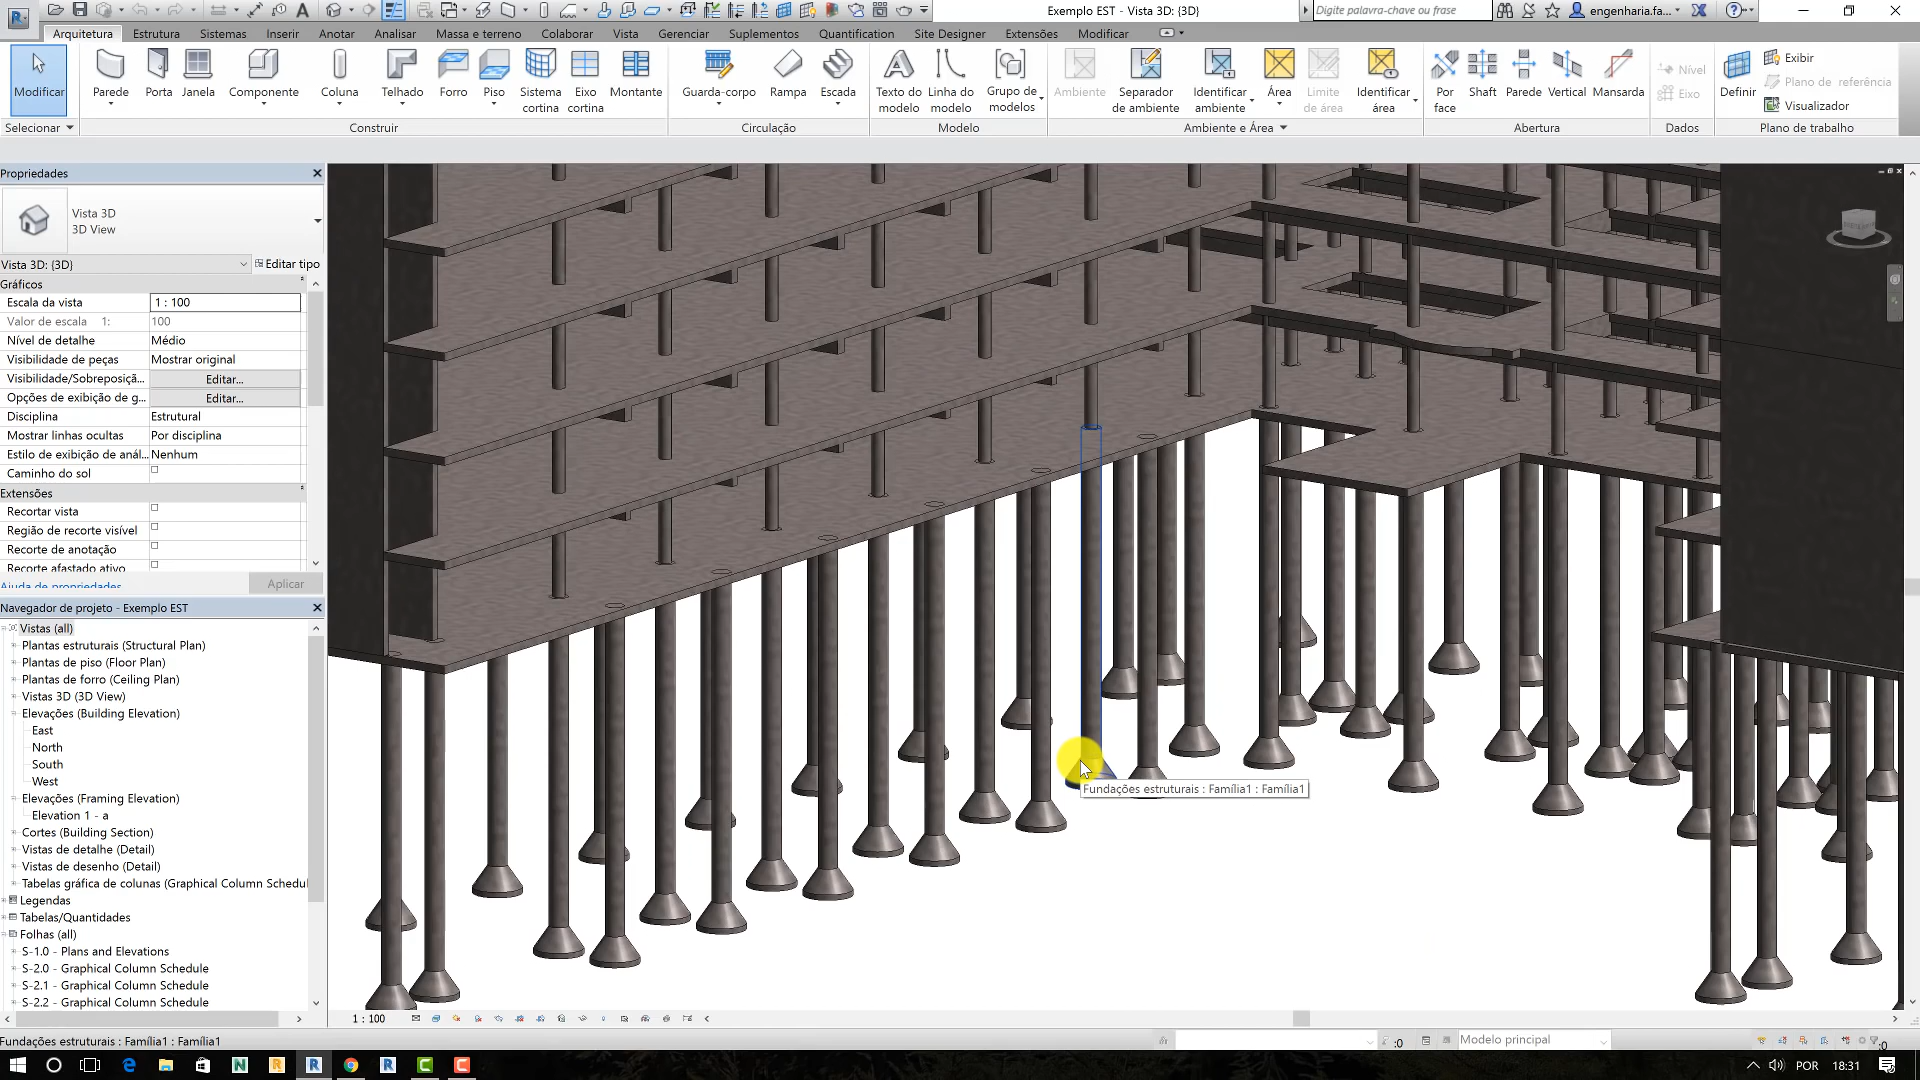 Exemplo EST - Vista 3D: {3D}
Digite palavra-chave ou frase
engenharia.fa...
Arquitetura Estrutura Sistemas Inserir Anotar Analisar Massa e terreno Colaborar Vista Gerenciar Suplementos Quantification Site Designer Extensões Modificar
Modificar
Parede
Porta
Janela
Componente
Coluna
Telhado
Forro
Piso
Sistema cortina
Eixo cortina
Montante
Guarda-corpo
Rampa
Escada
Texto do modelo
Linha do modelo
Grupo de modelos
Ambiente
Separador de ambiente
Identificar ambiente
Área
Limite de área
Identificar área
Por face
Shaft
Parede
Vertical
Mansarda
Nível
Eixo
Definir
Exibir
Plano de referência
Visualizador
Selecionar
Construir
Circulação
Modelo
Ambiente e Área
Abertura
Dados
Plano de trabalho
Propriedades
Vista 3D
3D View
Vista 3D: {3D}
Editar tipo
Gráficos
Escala da vista 1 : 100
Valor de escala 1: 100
Nível de detalhe Médio
Visibilidade de peças Mostrar original
Visibilidade/Sobreposiçã... Editar...
Opções de exibição de g... Editar...
Disciplina Estrutural
Mostrar linhas ocultas Por disciplina
Estilo de exibição de anál... Nenhum
Caminho do sol
Extensões
Recortar vista
Região de recorte visível
Recorte de anotação
Recorte afastado ativo
Ajuda de propriedades
Aplicar
Navegador de projeto - Exemplo EST
Vistas (all)
Plantas estruturais (Structural Plan)
Plantas de piso (Floor Plan)
Plantas de forro (Ceiling Plan)
Vistas 3D (3D View)
Elevações (Building Elevation)
East
North
South
West
Elevações (Framing Elevation)
Elevation 1 - a
Cortes (Building Section)
Vistas de detalhe (Detail)
Vistas de desenho (Detail)
Tabelas gráfica de colunas (Graphical Column Schedul
Legendas
Tabelas/Quantidades
Folhas (all)
S-1.0 - Plans and Elevations
S-2.0 - Graphical Column Schedule
S-2.1 - Graphical Column Schedule
S-2.2 - Graphical Column Schedule
Fundações estruturais : Família1 : Família1
1 : 100
Fundações estruturais : Família1 : Família1
:0
Modelo principal
:0
POR 18:31